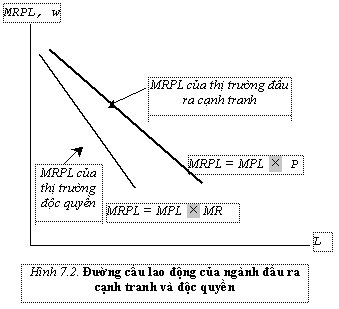 MRPL, w
MRPL của thị trường đầu
ra cạnh tranh
MRPL của
thị trường
độc quyền
MRPL = MPL × P
MRPL = MPL × MR
L
Hình 7.2. Đường cầu lao động của ngành đầu ra
cạnh tranh và độc quyền